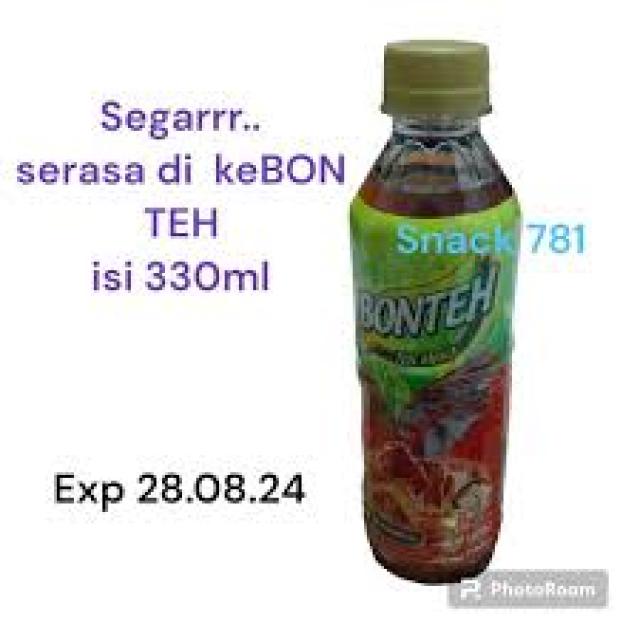 Segarrr..
serasa di keBON
TEH
isi 330ml
Snack 781
BONTEH
Exp 28.08.24
PhotoRoom